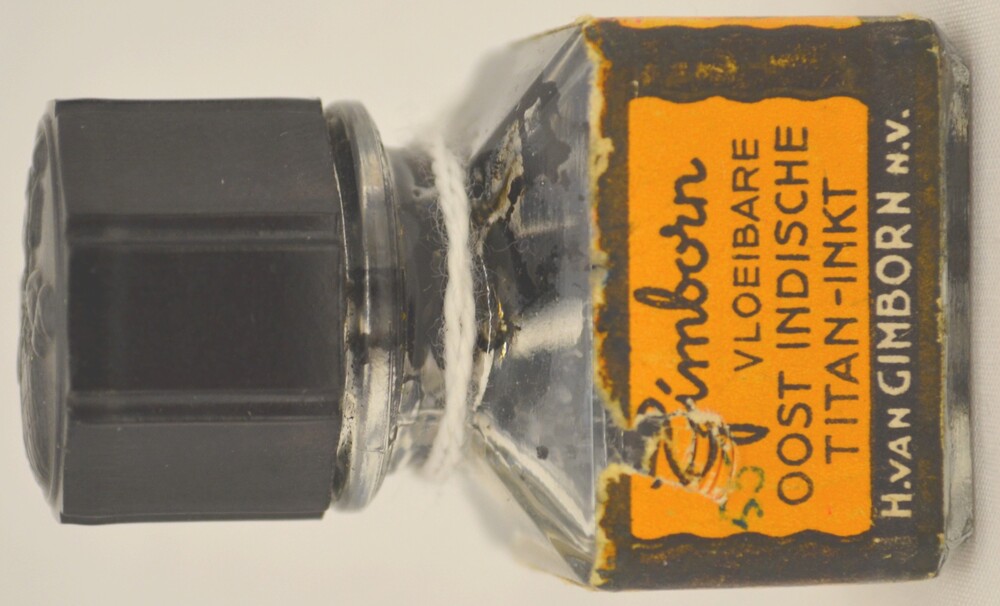 Gimborn
VLOEIBARE
OOST INDISCHE
TITAN-INKT
H.VAN GIMBORN N.V.